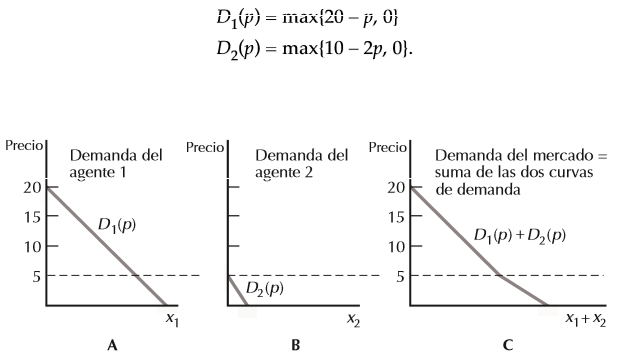 D₁(p) = max{20 – p, 0}
D₂(p) = max{10 – 2p, 0}.
Precio
Demanda del
agente 1
20
15
10
5
D₁(p)
x₁
A
Precio
Demanda del
agente 2
D₂(p)
x₂
B
Precio
Demanda del mercado =
suma de las dos curvas
de demanda
20
15
10
5
D₁(p) + D₂(p)
x₁ + x₂
C